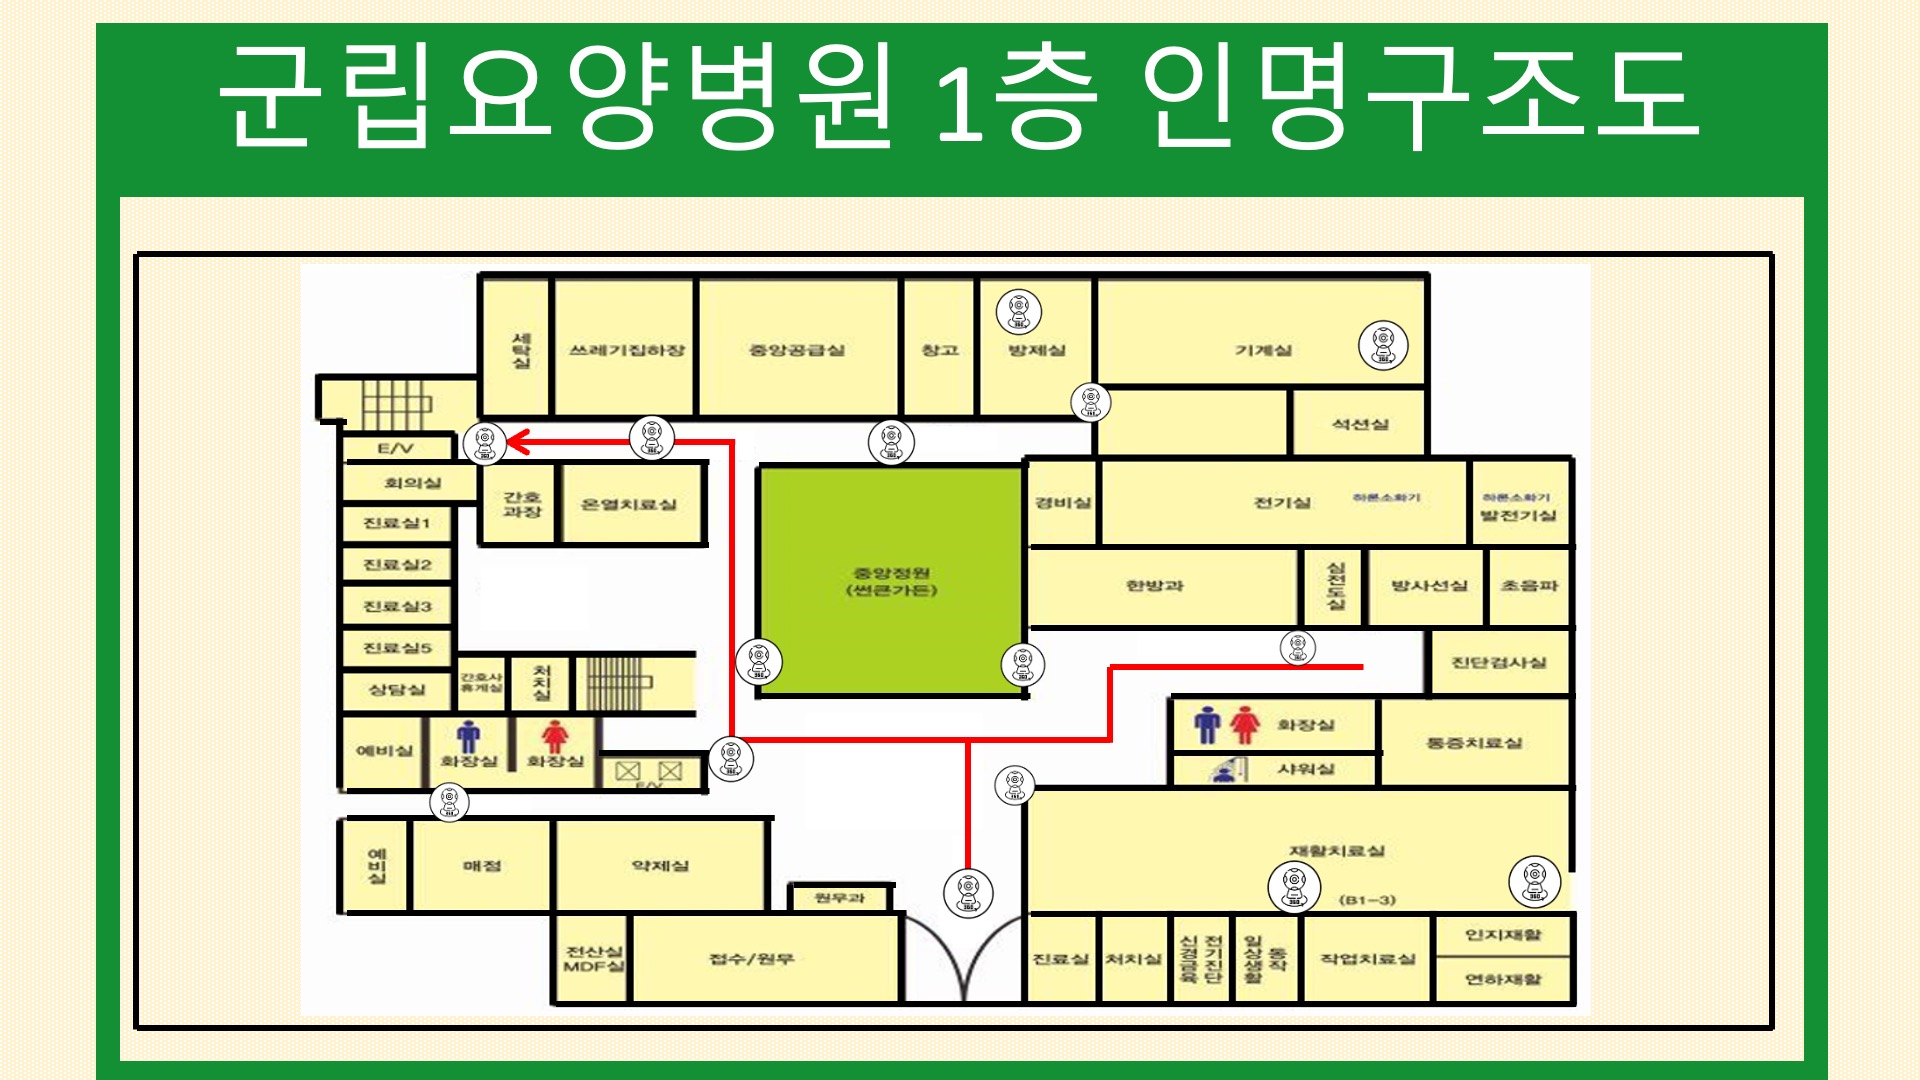 군립요양병원 1층 인명구조도
세탁실
쓰레기집하장
중앙공급실
창고
방제실
기계실
석션실
E/V
회의실
간호
과장
온열치료실
경비실
전기실
하론소화기
하론소화기
발전기실
진료실1
진료실2
진료실3
진료실5
상담실
중앙정원
(썬큰가든)
한방과
심전도실
방사선실
초음파
진단검사실
간호사
휴게실
처치실
예비실
화장실
화장실
E/V
화장실
샤워실
통증치료실
예비실
매점
약제실
원무과
재활치료실
(B1-3)
전산실
MDF실
접수/원무
진료실
처치실
신경근육
전기진단
일상생활
동작
작업치료실
인지재활
연하재활